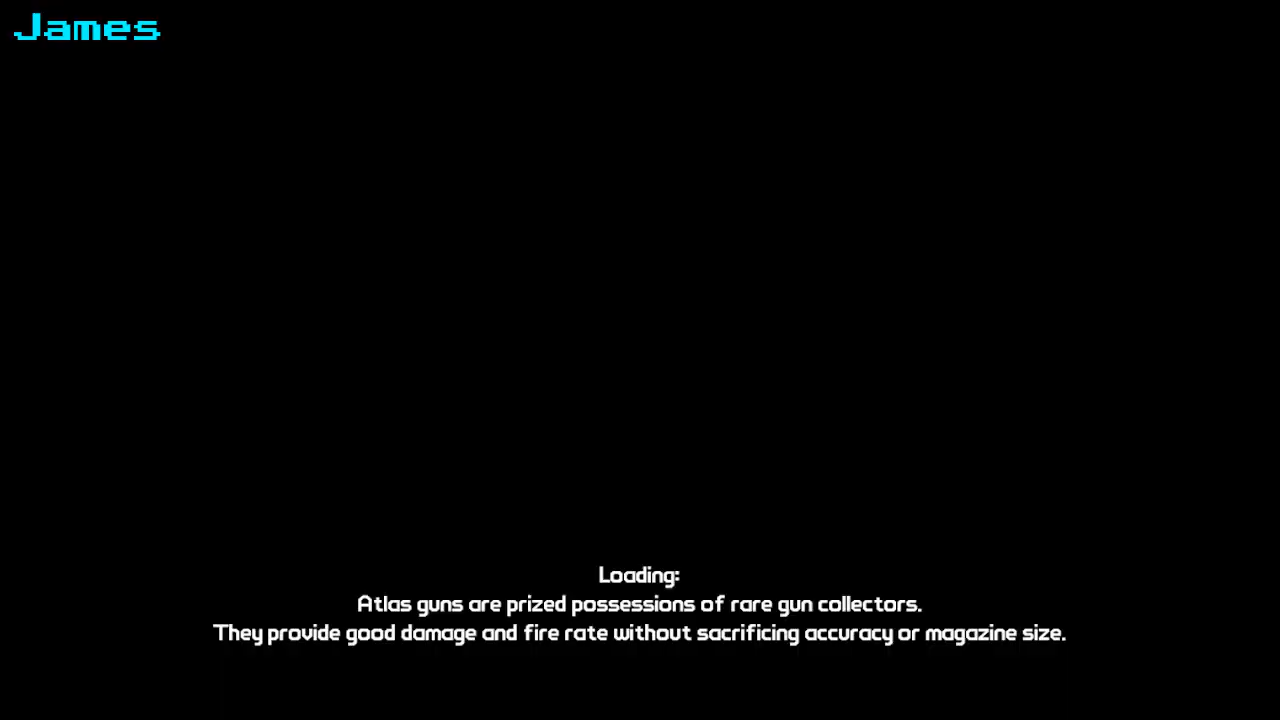 James
Loading:
Atlas guns are prized possessions of rare gun collectors.
They provide good damage and fire rate without sacrificing accuracy or magazine size.